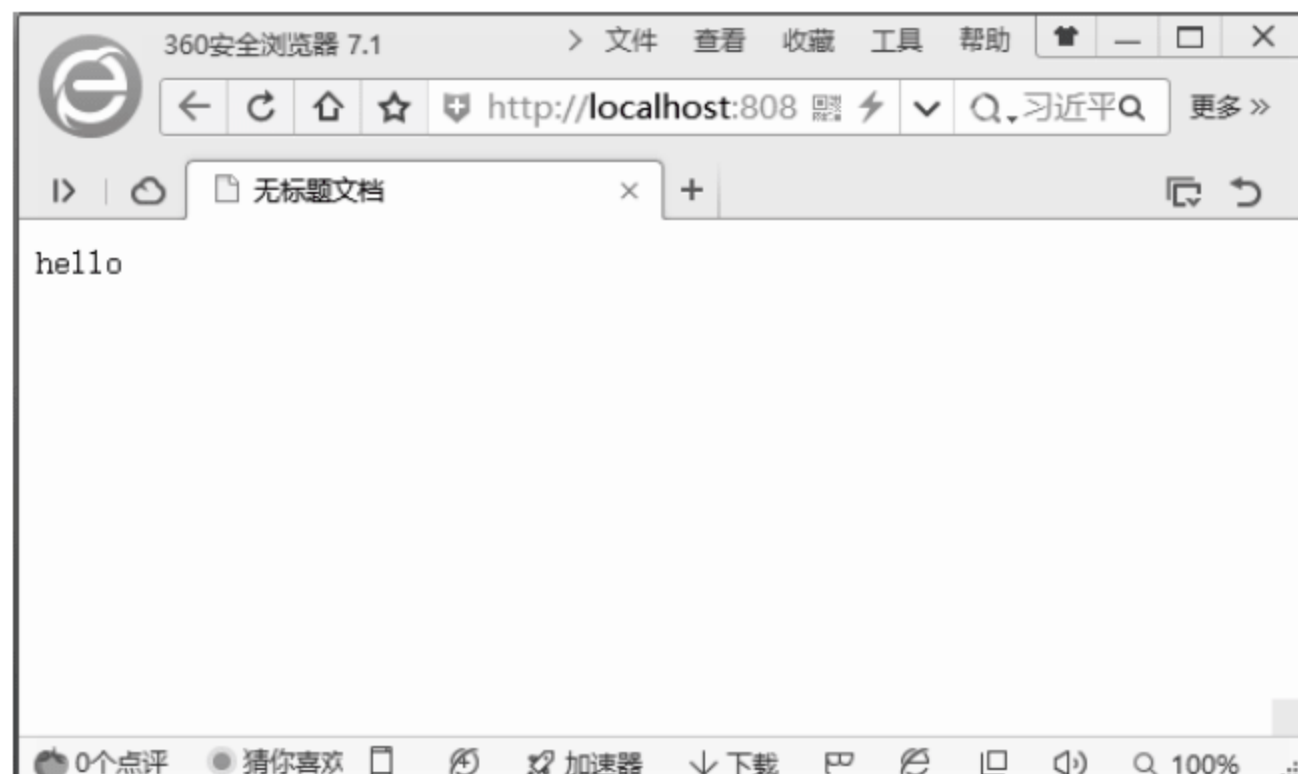 360安全浏览器 7.1 > 文件 查看 收藏 工具 帮助
http://localhost:808 习近平 更多 »
无标题文档
hello
0个点评 猜你喜欢 加速器 下载 100%